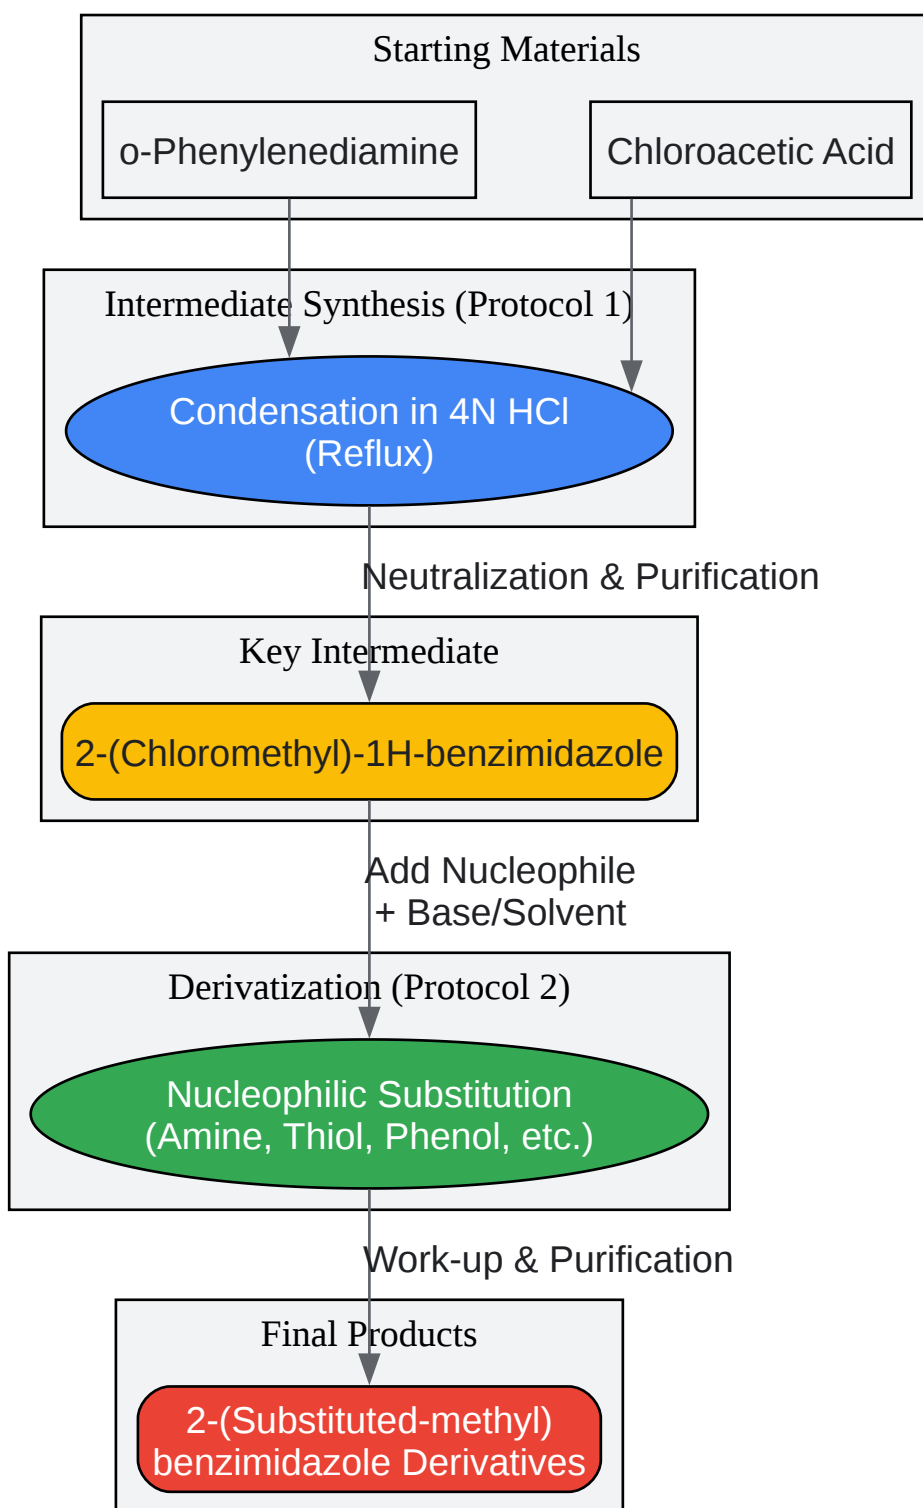 Starting Materials
o-Phenylenediamine
Chloroacetic Acid
Intermediate Synthesis (Protocol 1)
Condensation in 4N HCl
(Reflux)
Neutralization & Purification
Key Intermediate
2-(Chloromethyl)-1H-benzimidazole
Add Nucleophile
+ Base/Solvent
Derivatization (Protocol 2)
Nucleophilic Substitution
(Amine, Thiol, Phenol, etc.)
Work-up & Purification
Final Products
2-(Substituted-methyl)
benzimidazole Derivatives